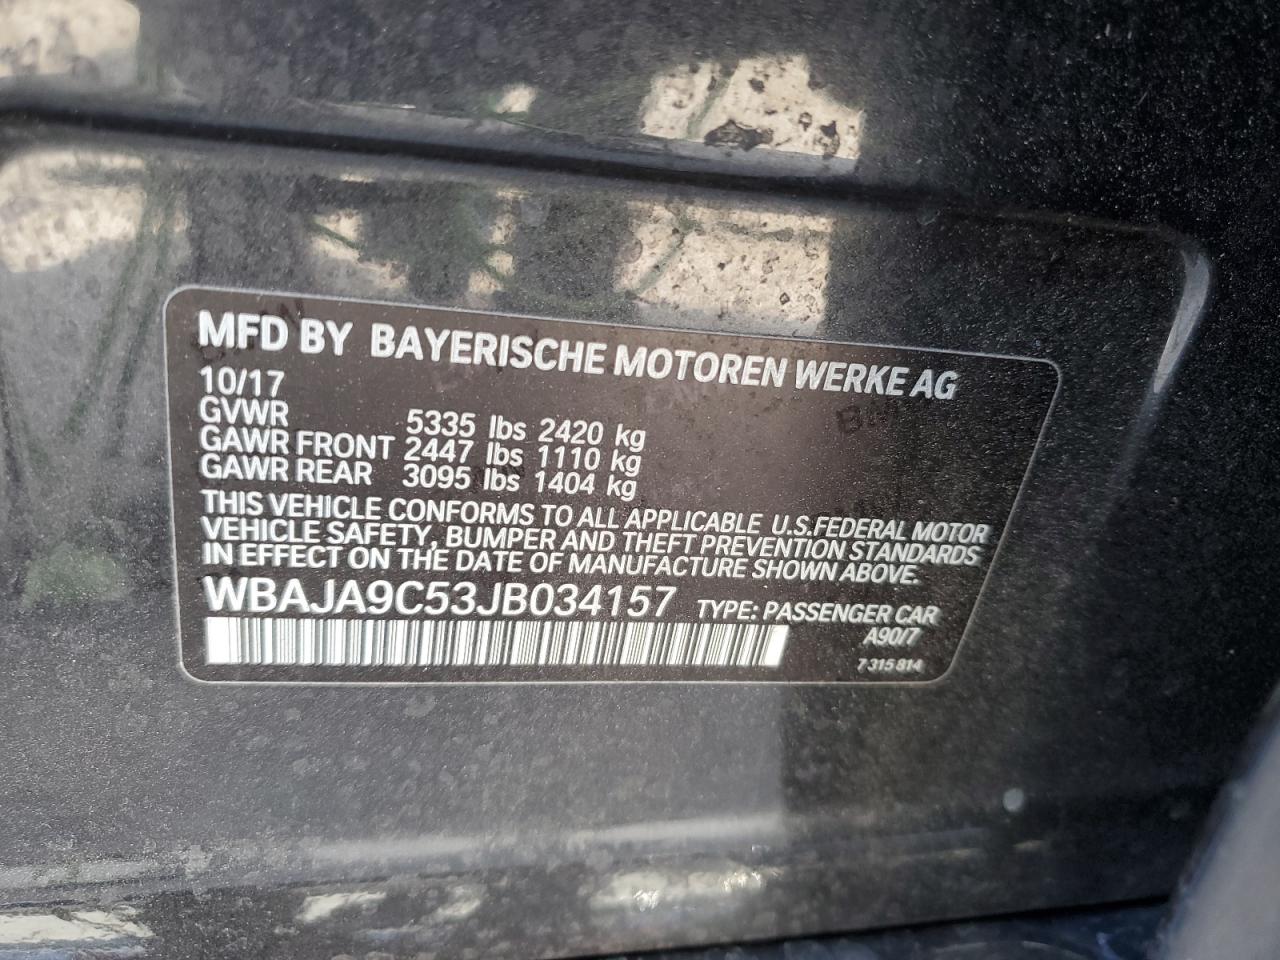 MFD BY BAYERISCHE MOTOREN WERKE AG
10/17
GVWR 5335 lbs 2420 kg
GAWR FRONT 2447 lbs 1110 kg
GAWR REAR 3095 lbs 1404 kg
THIS VEHICLE CONFORMS TO ALL APPLICABLE U.S.FEDERAL MOTOR
VEHICLE SAFETY, BUMPER AND THEFT PREVENTION STANDARDS
IN EFFECT ON THE DATE OF MANUFACTURE SHOWN ABOVE.
WBAJA9C53JB034157 TYPE: PASSENGER CAR
A90/7
7 315 814